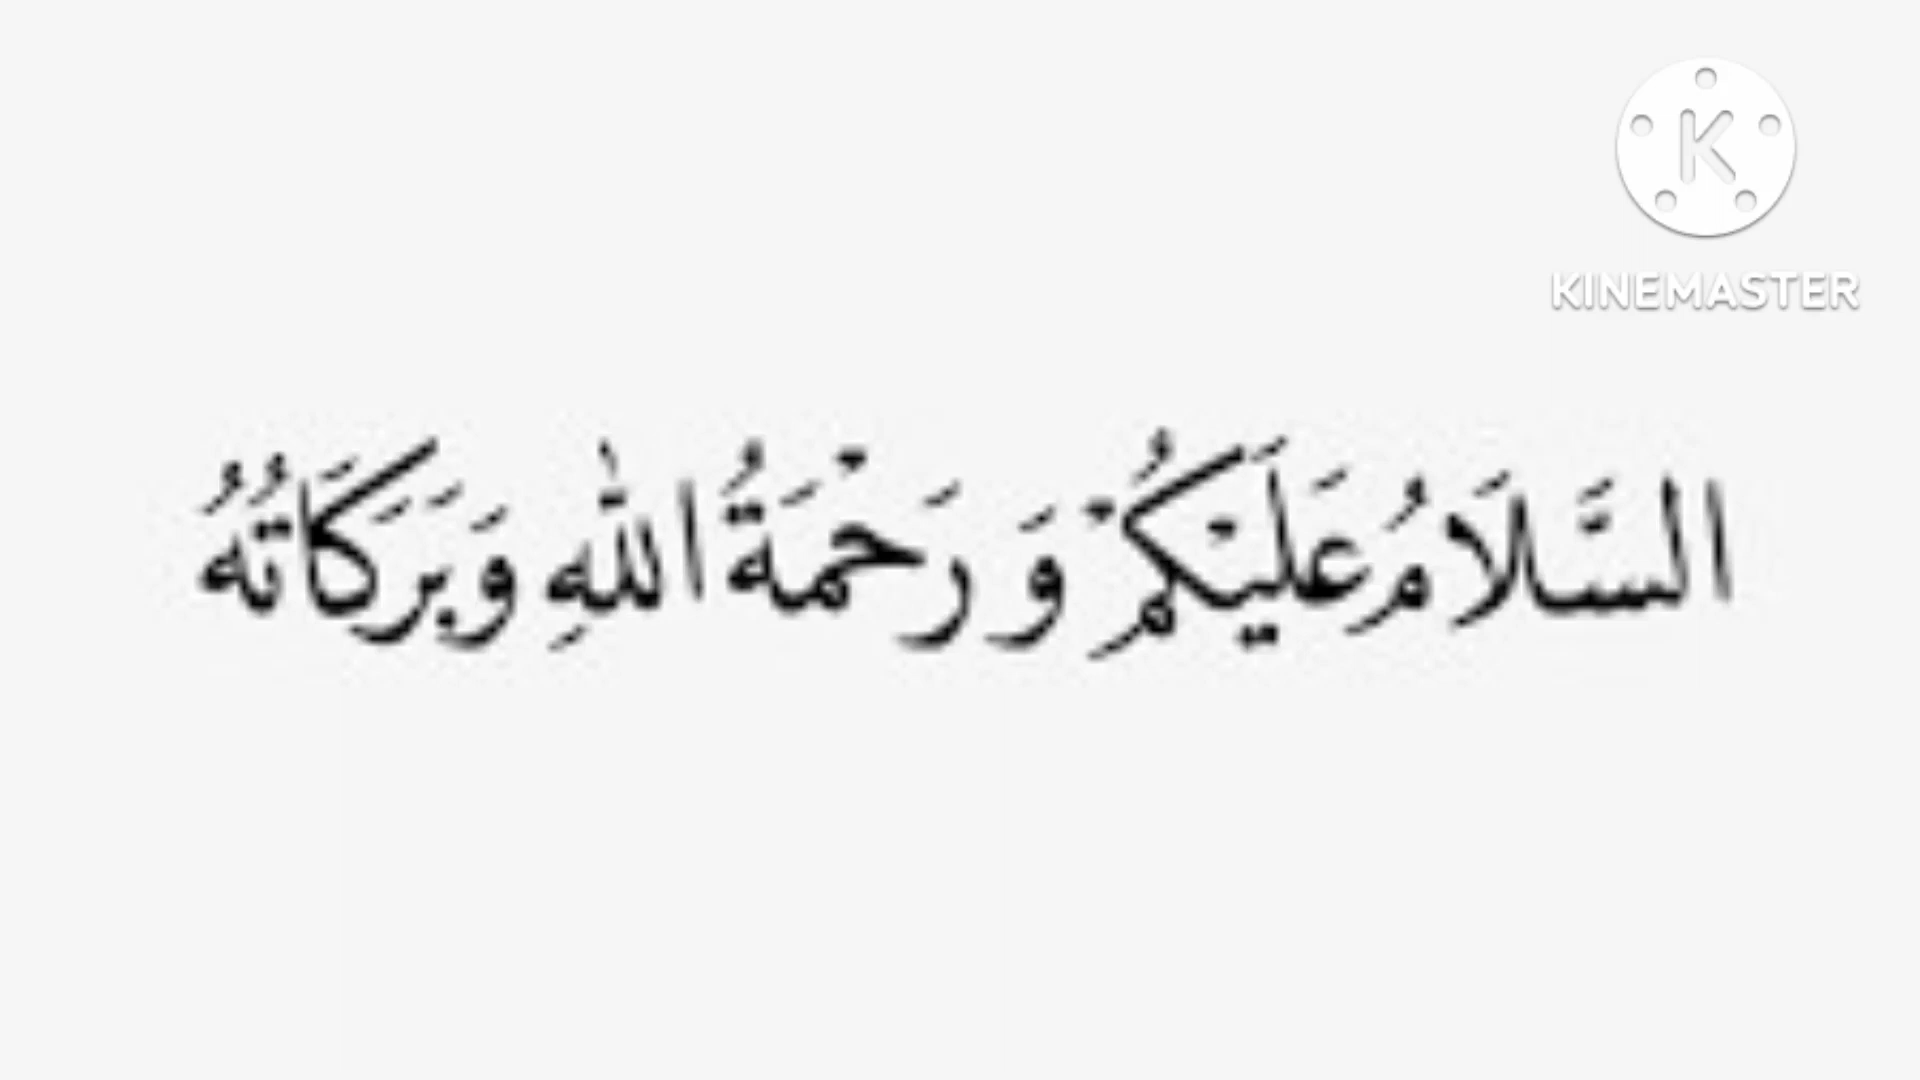 KINEMASTER
السَّلَامُ عَلَيْكُمْ وَ رَحْمَةُ اللهِ وَبَرَكَاتُهُ